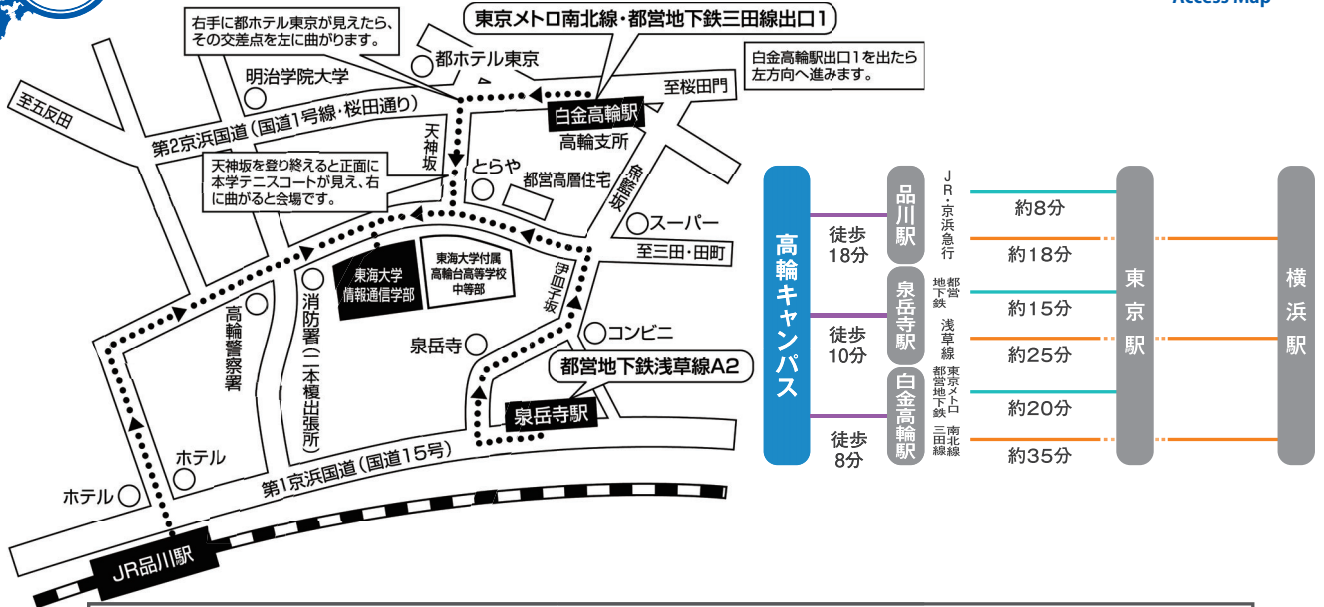 Access Map
右手に都ホテル東京が見えたら、
その交差点を左に曲がります。
東京メトロ南北線・都営地下鉄三田線出口1
白金高輪駅出口1を出たら
左方向へ進みます。
都ホテル東京
明治学院大学
至桜田門
至五反田
第2京浜国道(国道1号線・桜田通り)
白金高輪駅
高輪支所
天神坂
天神坂を登り終えると正面に
本学テニスコートが見え、右
に曲がると会場です。
とらや
都営高層住宅
魚籃坂
スーパー
至三田・田町
東海大学
情報通信学部
東海大学付属
高輪台高等学校
中等部
伊皿子坂
高輪警察署
消防署(二本榎出張所)
泉岳寺
コンビニ
都営地下鉄浅草線A2
泉岳寺駅
ホテル
ホテル
第1京浜国道(国道15号)
JR品川駅
高輪キャンパス
徒歩
18分
品川駅
JR・京浜急行
約8分
約18分
徒歩
10分
泉岳寺駅
都営
地下鉄
浅草線
約15分
約25分
徒歩
8分
白金高輪駅
東京メトロ
都営地下鉄
南北線
三田線
約20分
約35分
東京駅
横浜駅